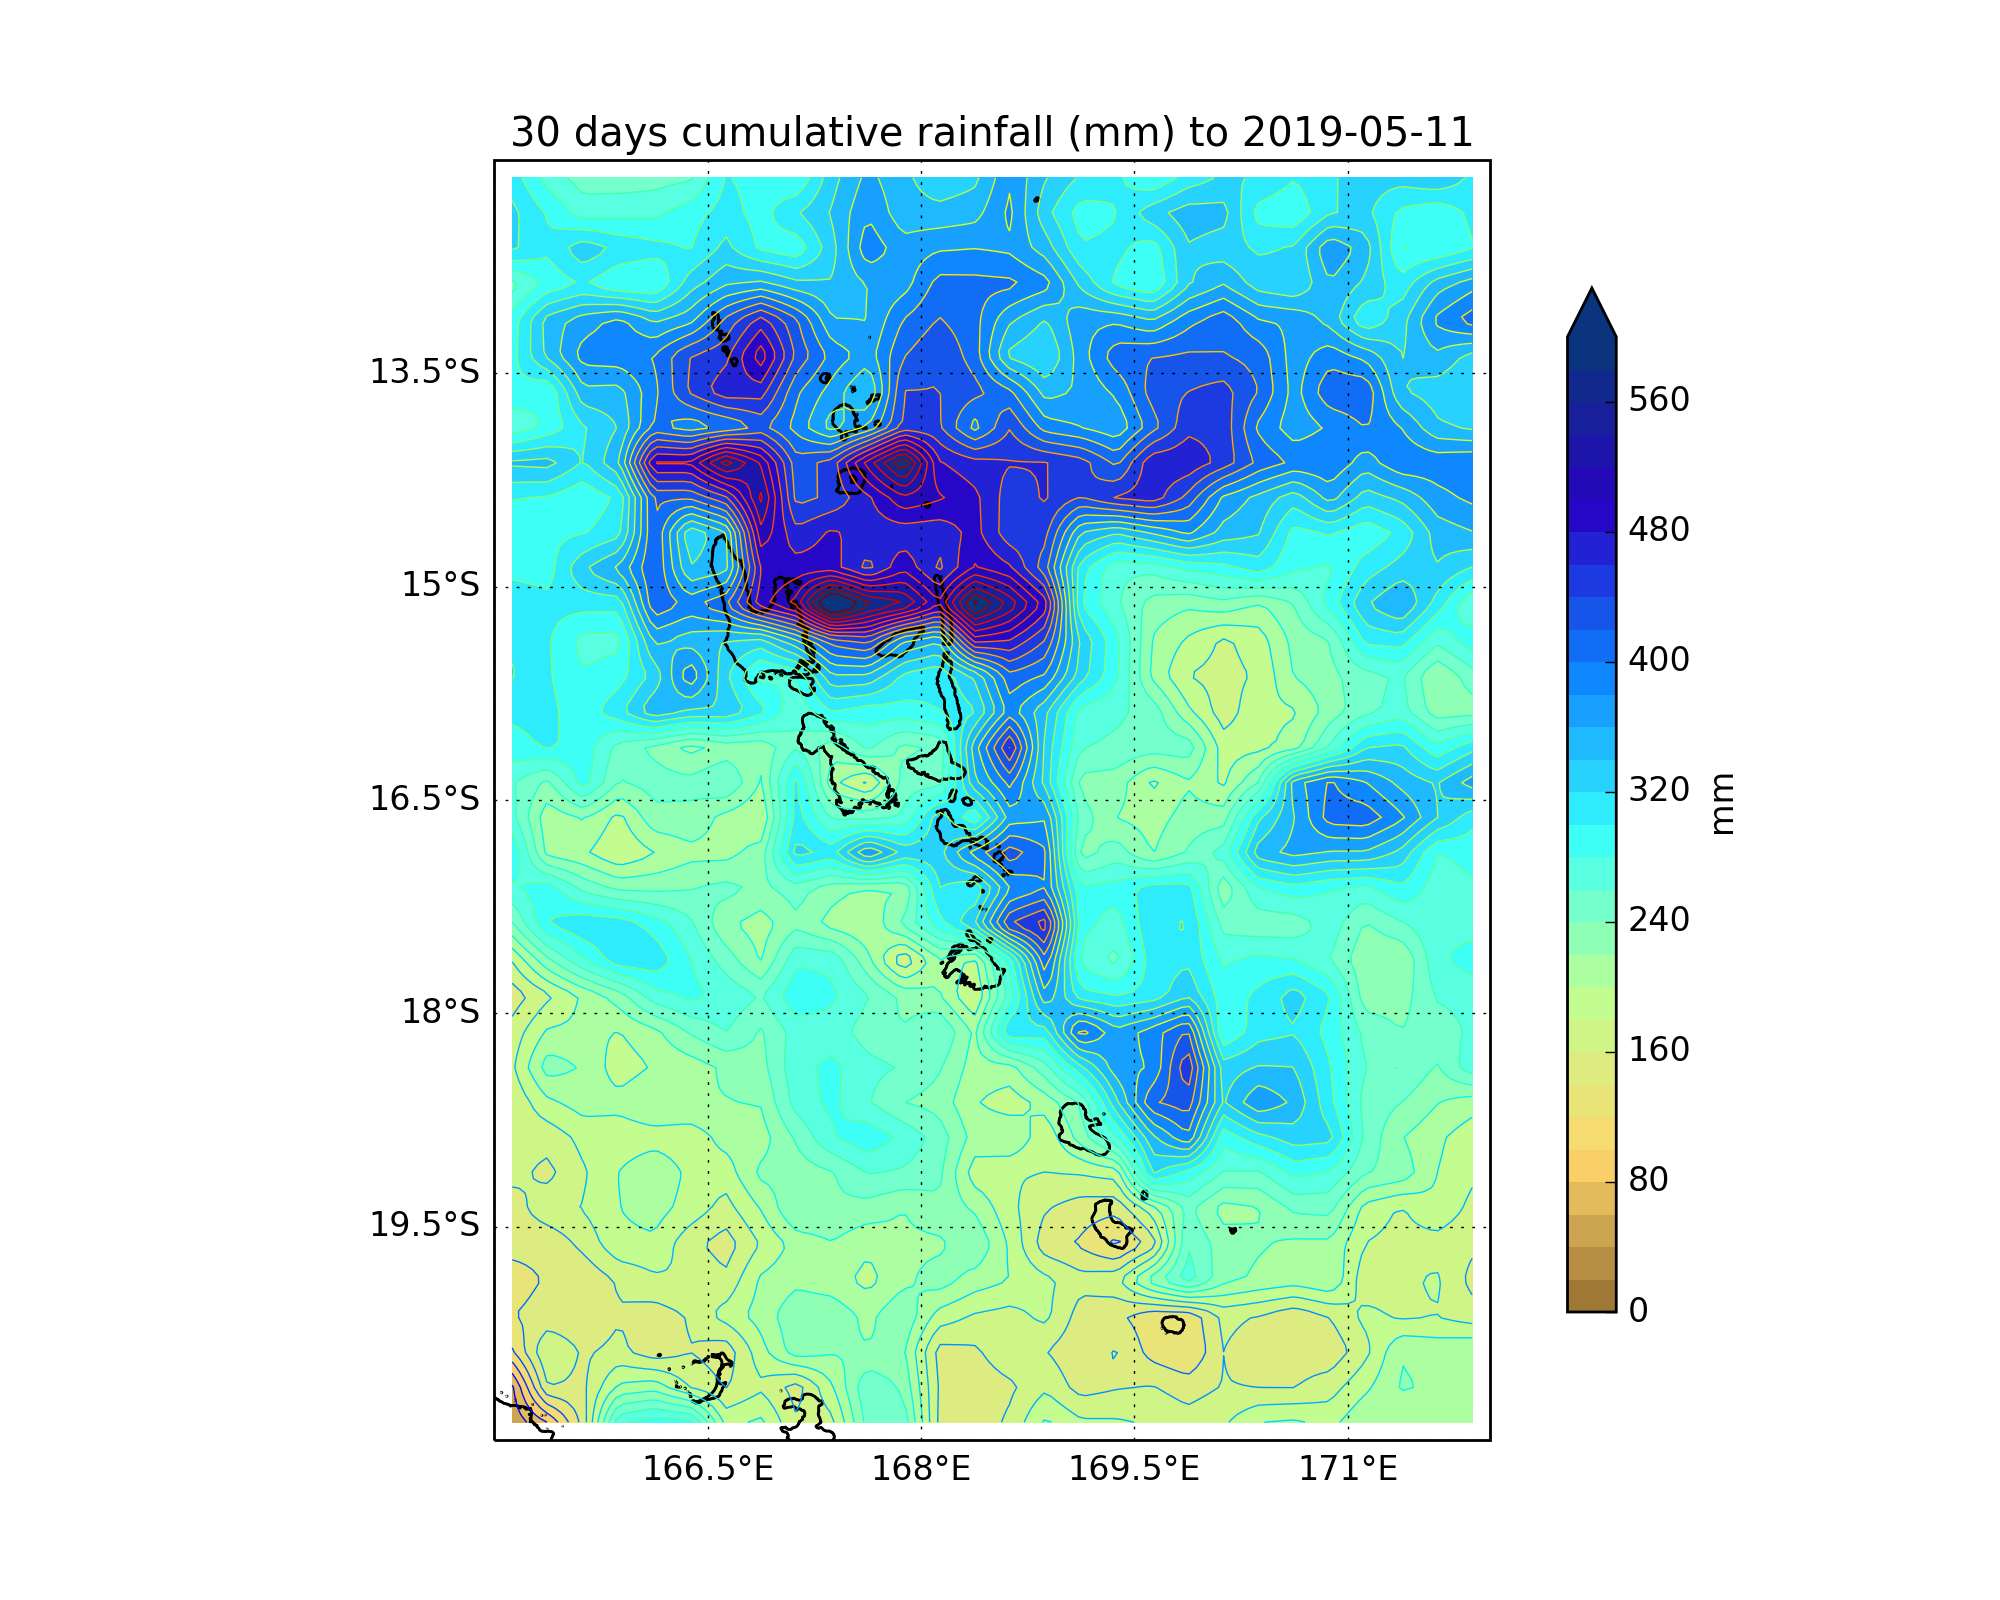 30 days cumulative rainfall (mm) to 2019-05-11
13.5°S
15°S
16.5°S
18°S
19.5°S
166.5°E
168°E
169.5°E
171°E
560
480
400
320
240
160
80
0
mm